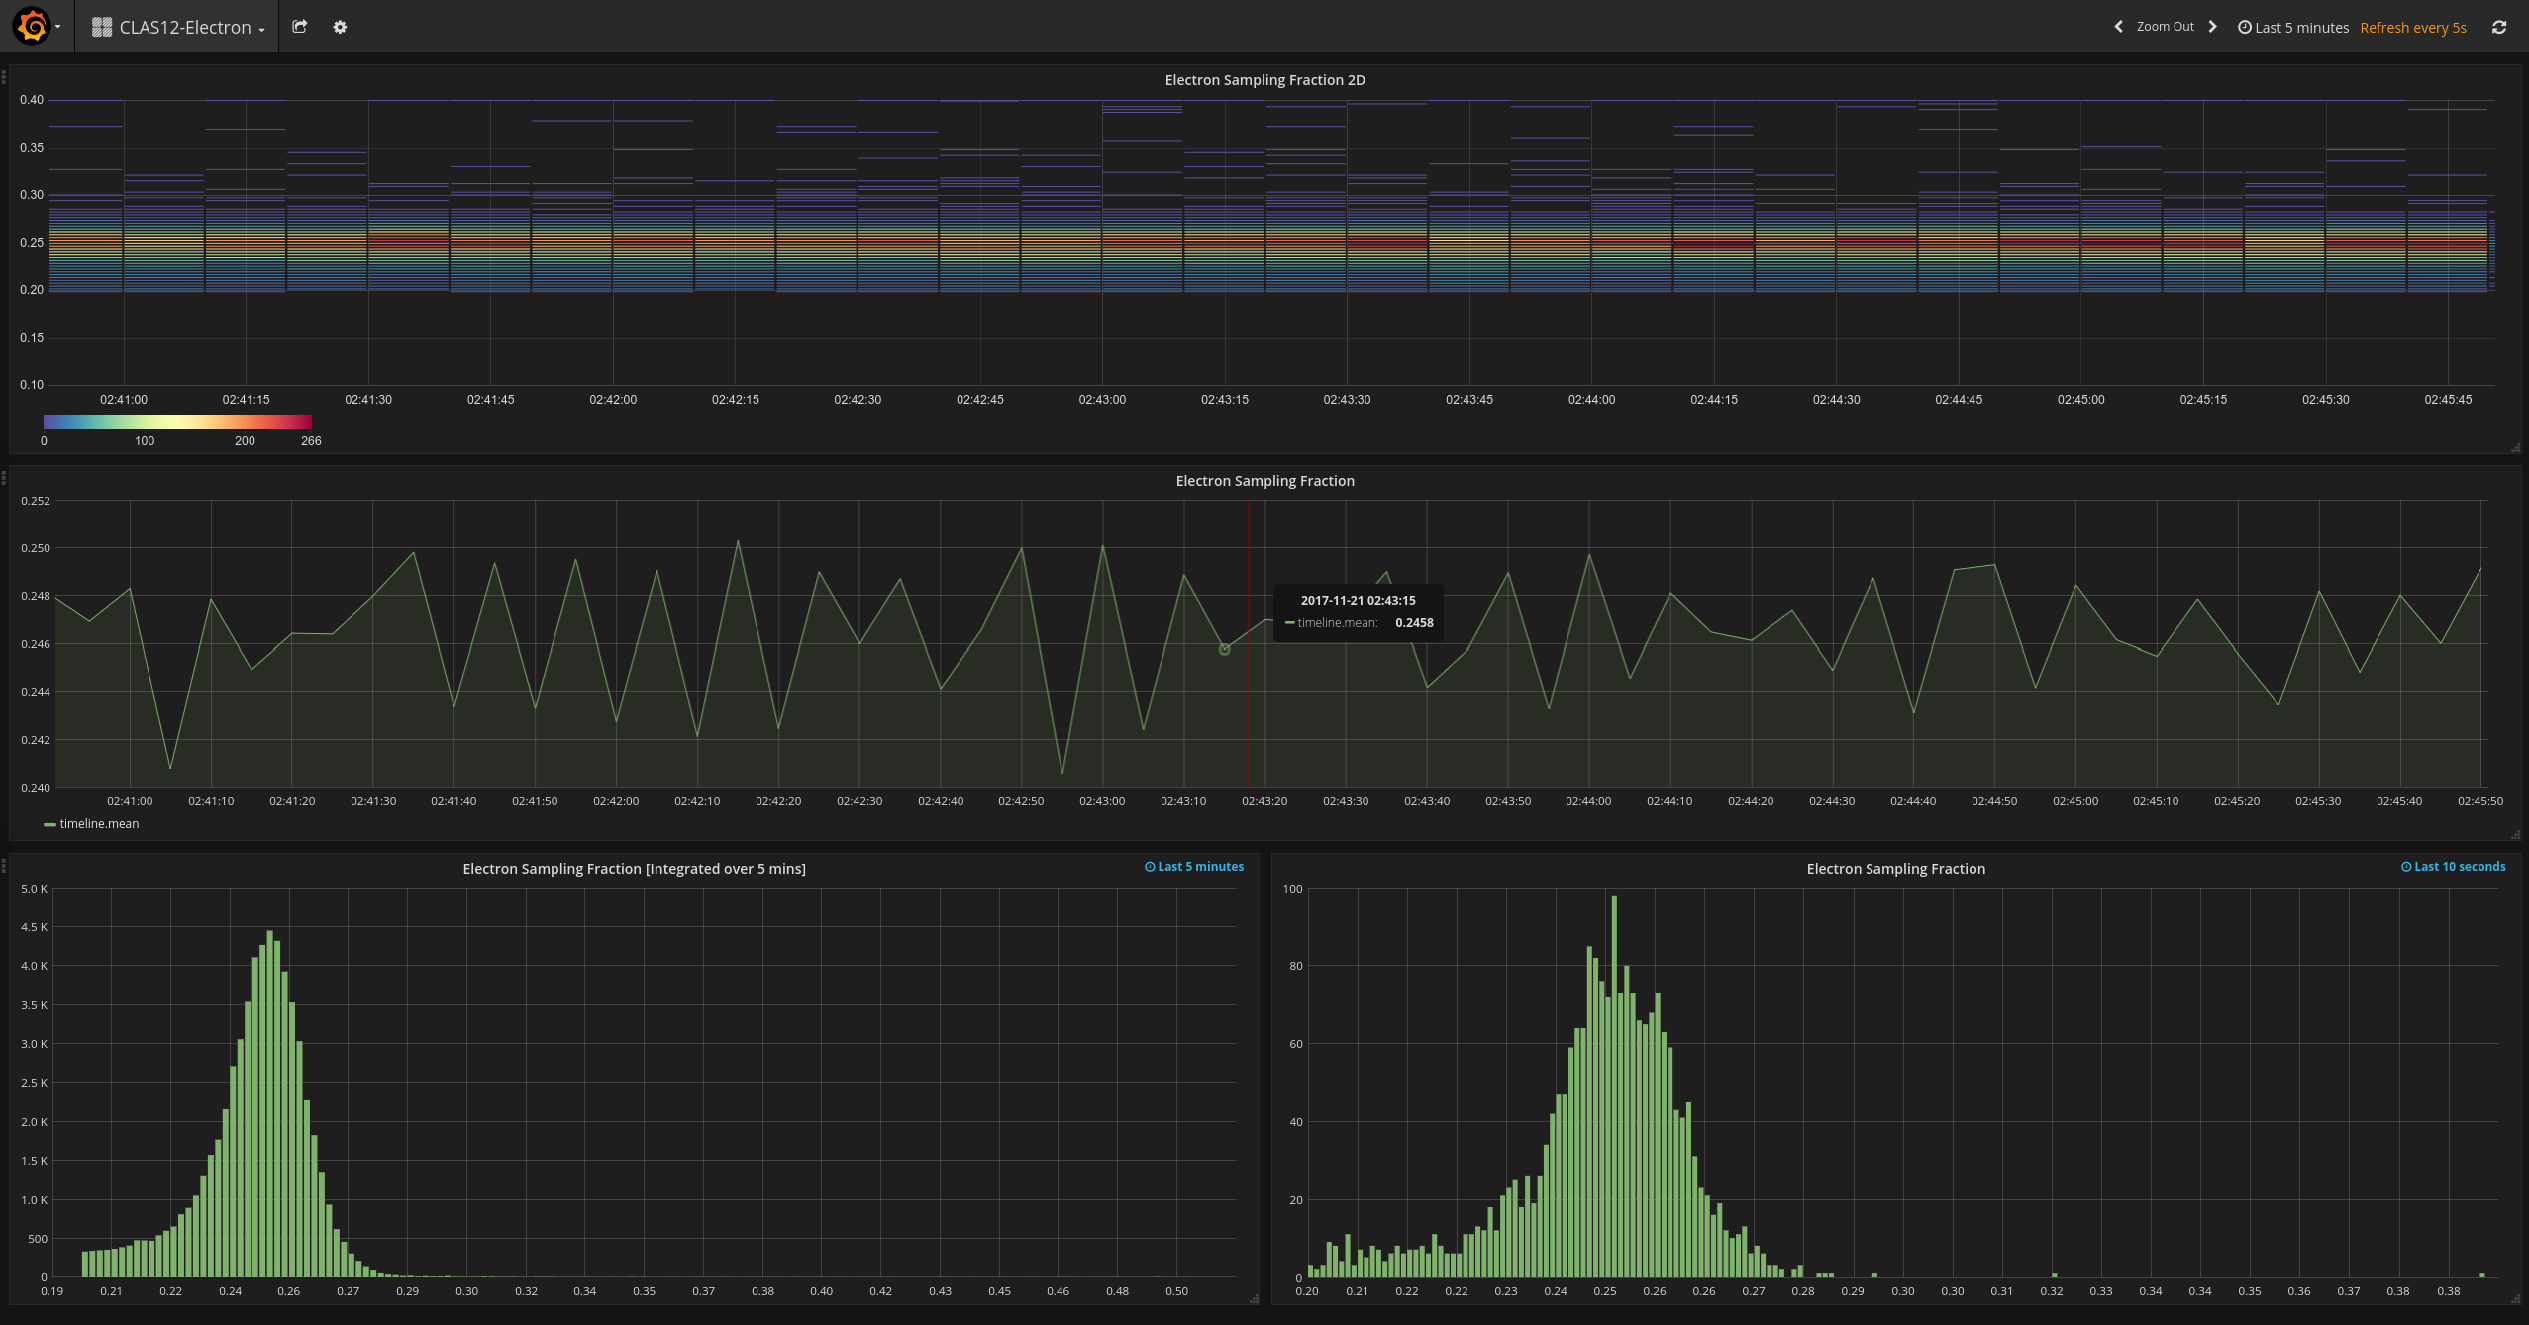 CLAS12-Electron
Zoom Out Last 5 minutes Refresh every 5s
Electron Sampling Fraction 2D
0.40
0.35
0.30
0.25
0.20
0.15
0.10
02:41:00 02:41:15 02:41:30 02:41:45 02:42:00 02:42:15 02:42:30 02:42:45 02:43:00 02:43:15 02:43:30 02:43:45 02:44:00 02:44:15 02:44:30 02:44:45 02:45:00 02:45:15 02:45:30 02:45:45
0 100 200 266
Electron Sampling Fraction
0.252
0.250
0.248
0.246
0.244
0.242
0.240
2017-11-21 02:43:15
timeline.mean: 0.2458
02:41:00 02:41:10 02:41:20 02:41:30 02:41:40 02:41:50 02:42:00 02:42:10 02:42:20 02:42:30 02:42:40 02:42:50 02:43:00 02:43:10 02:43:20 02:43:30 02:43:40 02:43:50 02:44:00 02:44:10 02:44:20 02:44:30 02:44:40 02:44:50 02:45:00 02:45:10 02:45:20 02:45:30 02:45:40 02:45:50
timeline.mean
Electron Sampling Fraction [Integrated over 5 mins] Last 5 minutes
5.0 K
4.5 K
4.0 K
3.5 K
3.0 K
2.5 K
2.0 K
1.5 K
1.0 K
500
0
0.19 0.21 0.22 0.24 0.26 0.27 0.29 0.30 0.32 0.34 0.35 0.37 0.38 0.40 0.42 0.43 0.45 0.46 0.48 0.50
Electron Sampling Fraction Last 10 seconds
100
80
60
40
20
0
0.20 0.21 0.22 0.22 0.23 0.24 0.25 0.26 0.26 0.27 0.28 0.29 0.30 0.30 0.31 0.32 0.33 0.34 0.34 0.35 0.36 0.37 0.38 0.38